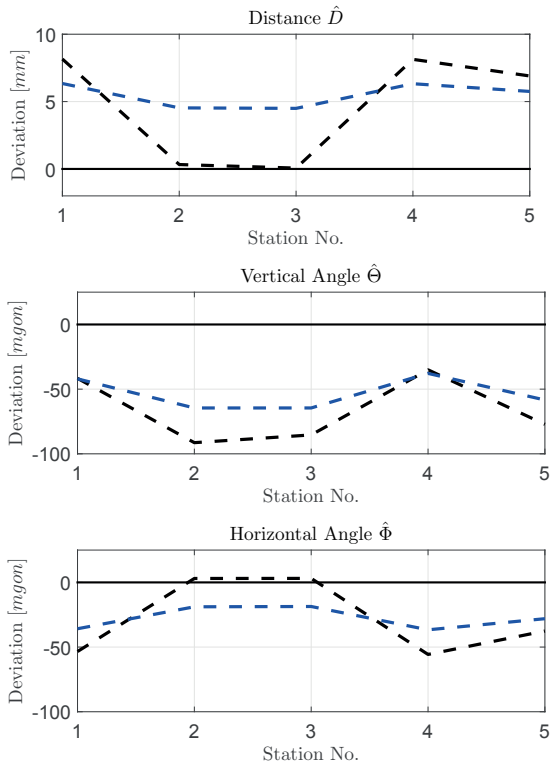 Distance D̂
10
5
0
Deviation [mm]
1 2 3 4 5
Station No.
Vertical Angle Θ̂
0
-50
-100
Deviation [mgon]
1 2 3 4 5
Station No.
Horizontal Angle Φ̂
0
-50
-100
Deviation [mgon]
1 2 3 4 5
Station No.